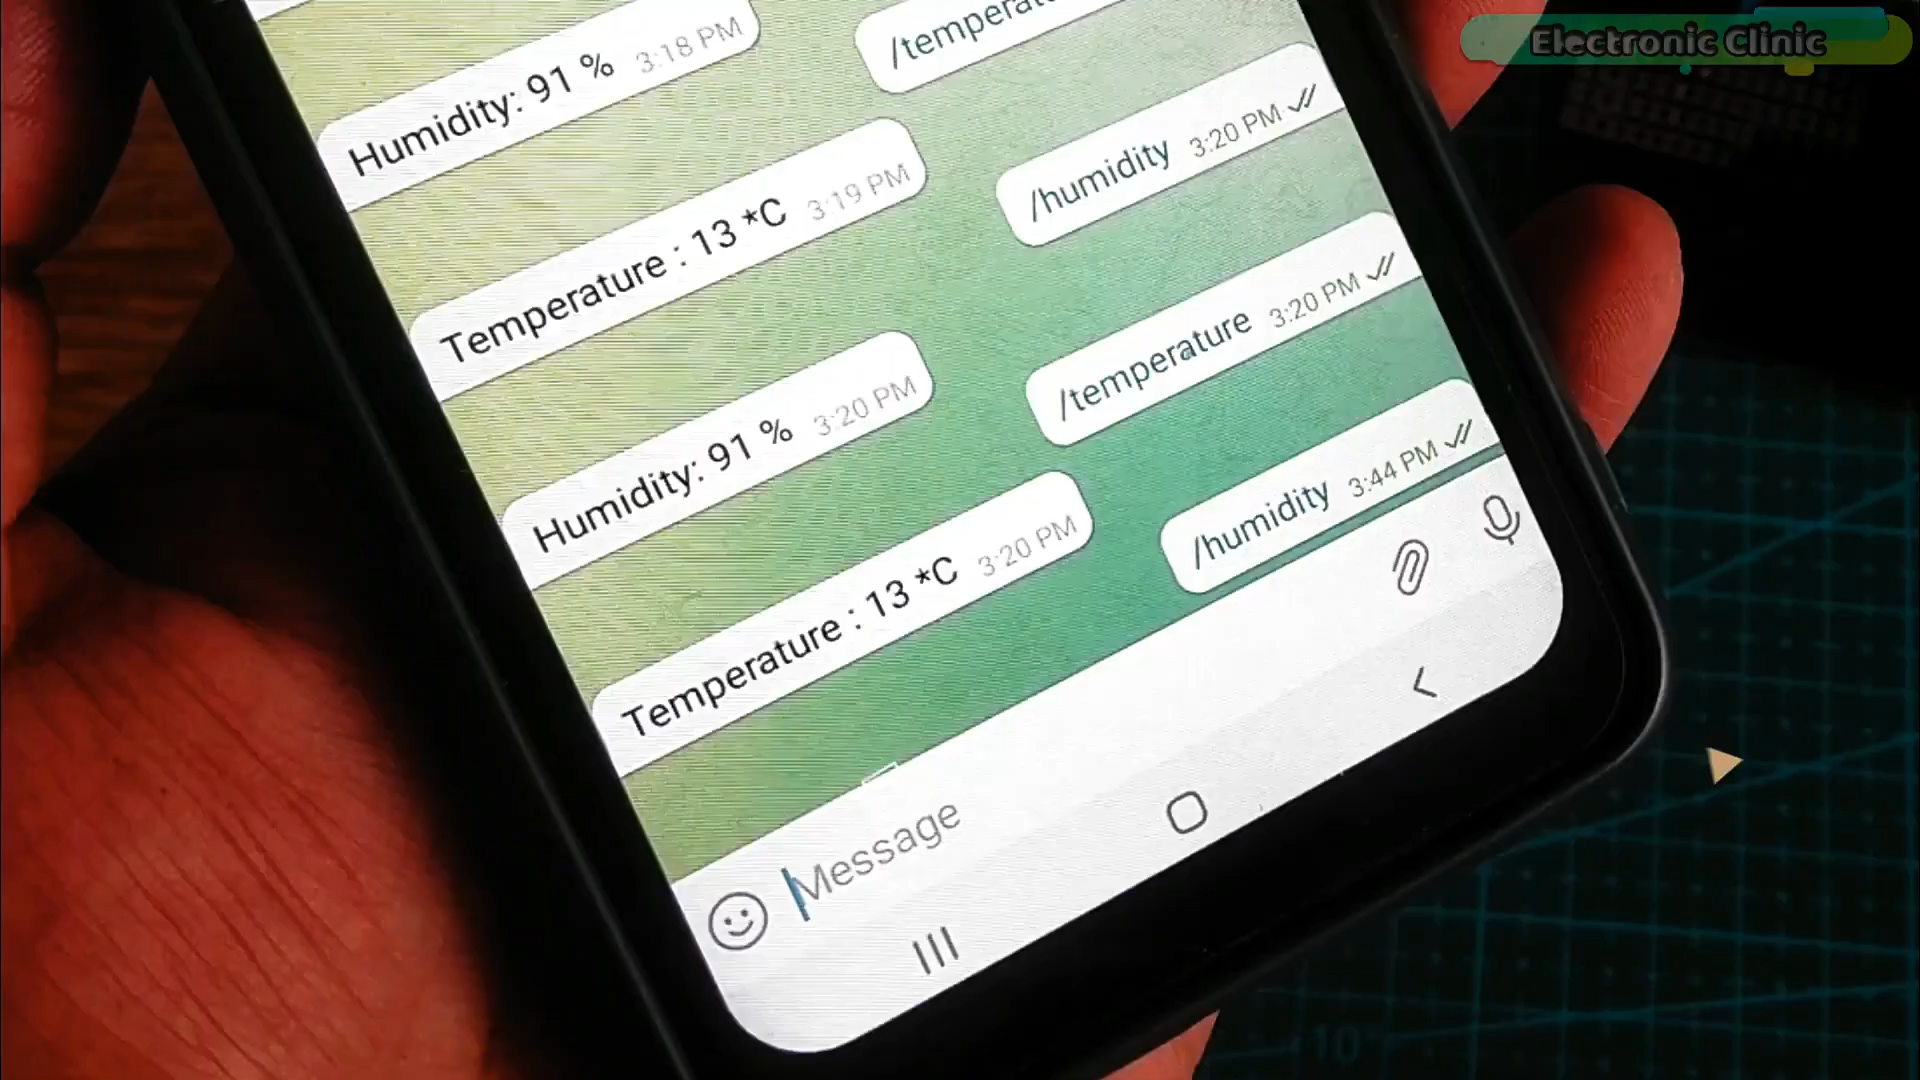 Electronic Clinic
Humidity: 91 % 3:18 PM
Temperature : 13 *C 3:19 PM
/humidity 3:20 PM
Humidity: 91 % 3:20 PM
/temperature 3:20 PM
Temperature : 13 *C 3:20 PM
/humidity 3:44 PM
Message
10"